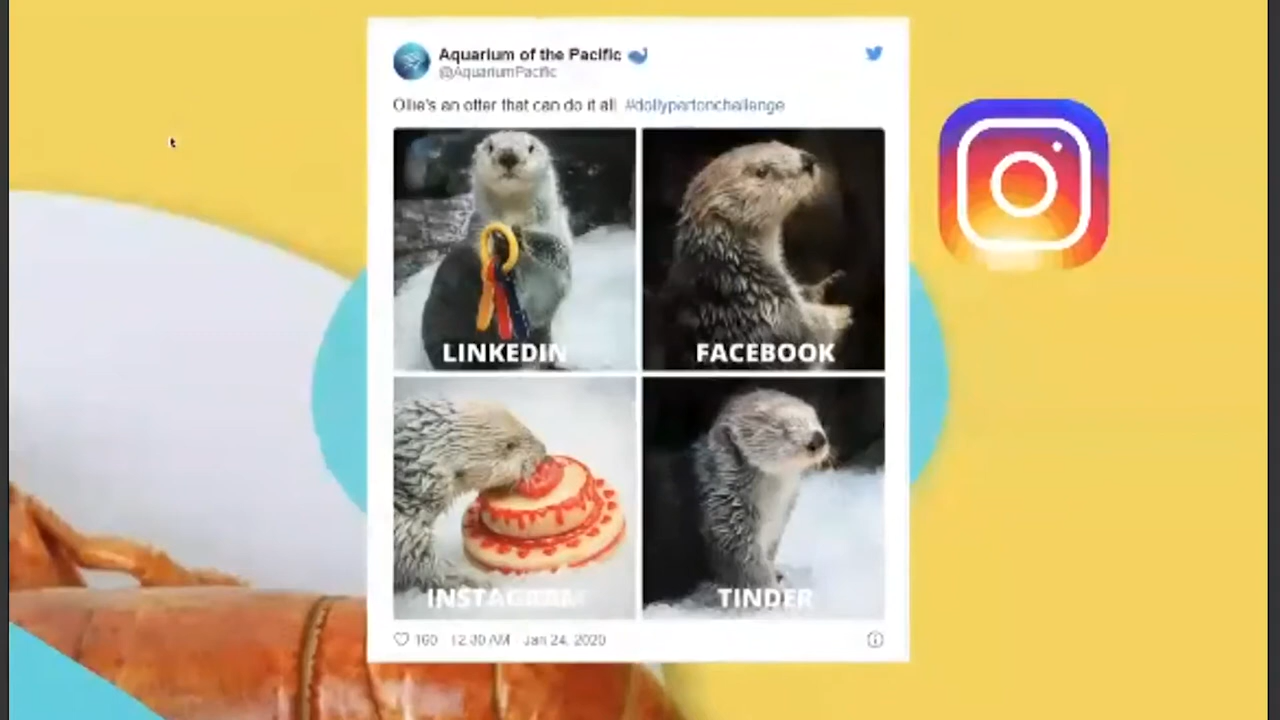 Aquarium of the Pacific
@AquariumPacific
Ollie's an otter that can do it all #dollypartonchallenge
LINKEDIN
FACEBOOK
INSTAGRAM
TINDER
160 12:30 AM Jan 24, 2020